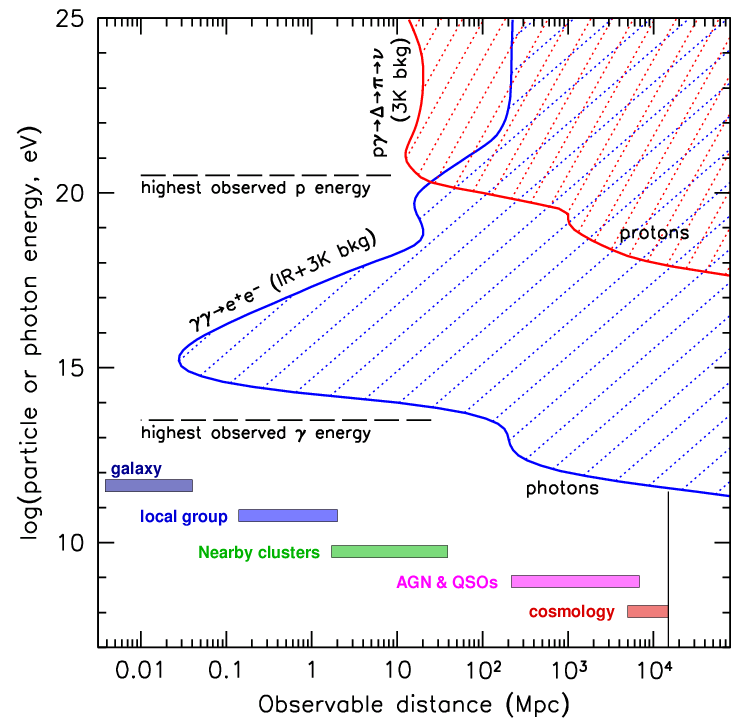 25
20
15
10
log(particle or photon energy, eV)
pγ→Δ→π→ν
(3K bkg)
highest observed p energy
protons
γγ→e⁺e⁻ (IR+3K bkg)
highest observed γ energy
photons
galaxy
local group
Nearby clusters
AGN & QSOs
cosmology
0.01 0.1 1 10 10² 10³ 10⁴
Observable distance (Mpc)